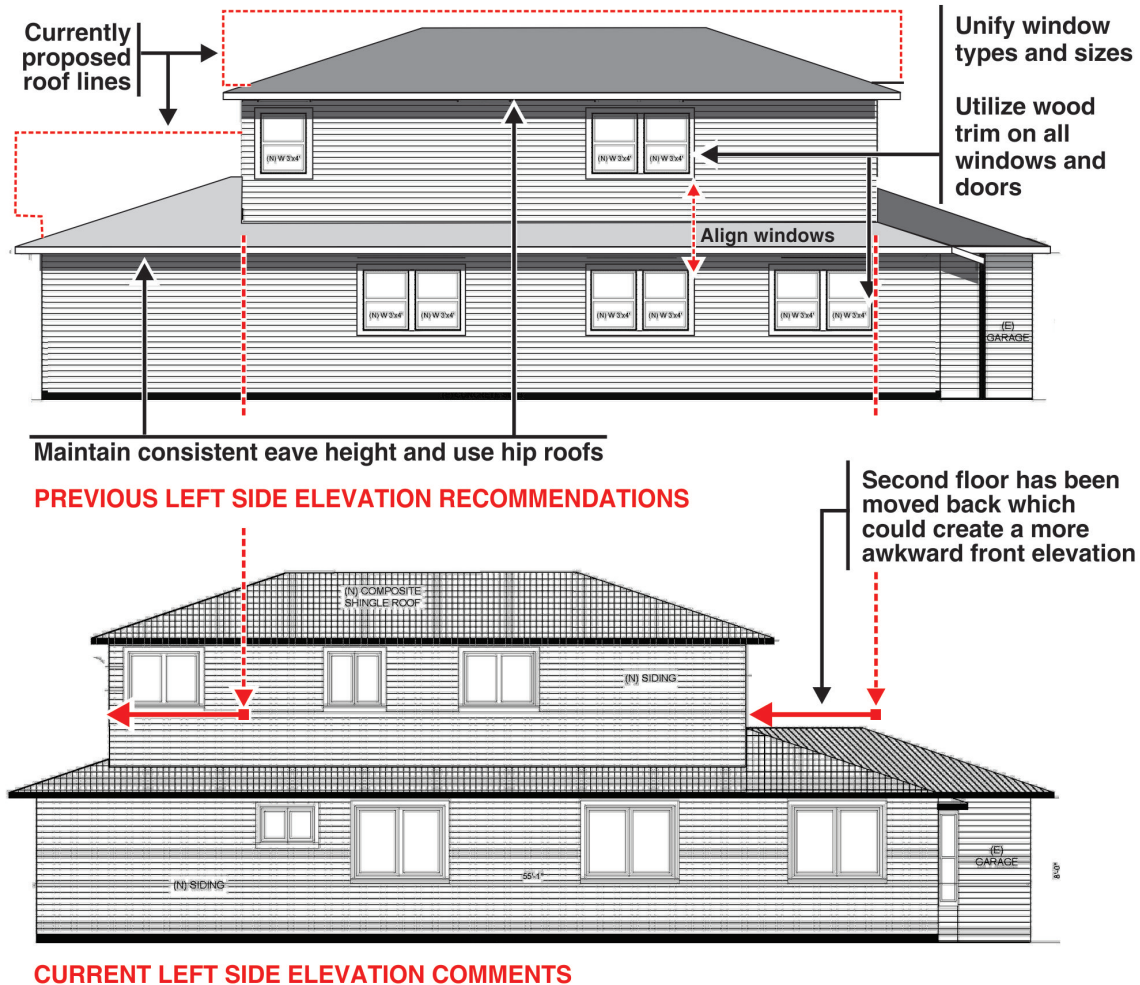 Currently
proposed
roof lines
Unify window
types and sizes
Utilize wood
trim on all
windows and
doors
(N) W 3'x4'
(N) W 3'x4'
(N) W 3'x4'
Align windows
(N) W 3'x4'
(N) W 3'x4'
(N) W 3'x4'
(N) W 3'x4'
(N) W 3'x4'
(N) W 3'x4'
(E)
GARAGE
Maintain consistent eave height and use hip roofs
PREVIOUS LEFT SIDE ELEVATION RECOMMENDATIONS
Second floor has been
moved back which
could create a more
awkward front elevation
(N) COMPOSITE
SHINGLE ROOF
(N) SIDING
(E)
GARAGE
8'-0"
55'-1"
(N) SIDING
CURRENT LEFT SIDE ELEVATION COMMENTS